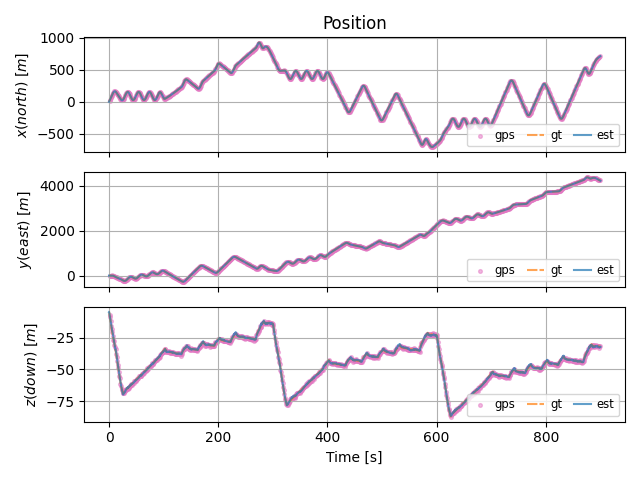 Position
x(north) [m]
1000
500
0
−500
gps gt est
y(east) [m]
4000
2000
0
gps gt est
z(down) [m]
−25
−50
−75
gps gt est
0 200 400 600 800
Time [s]